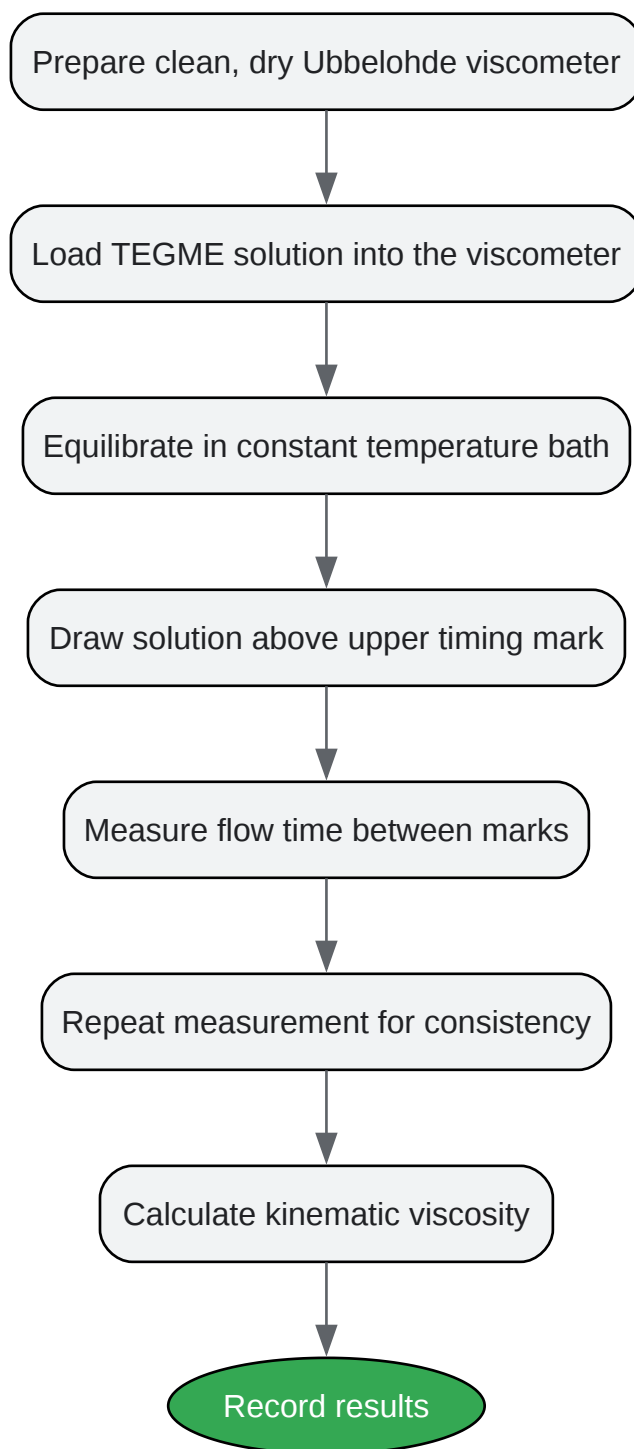 Prepare clean, dry Ubbelohde viscometer
Load TEGME solution into the viscometer
Equilibrate in constant temperature bath
Draw solution above upper timing mark
Measure flow time between marks
Repeat measurement for consistency
Calculate kinematic viscosity
Record results